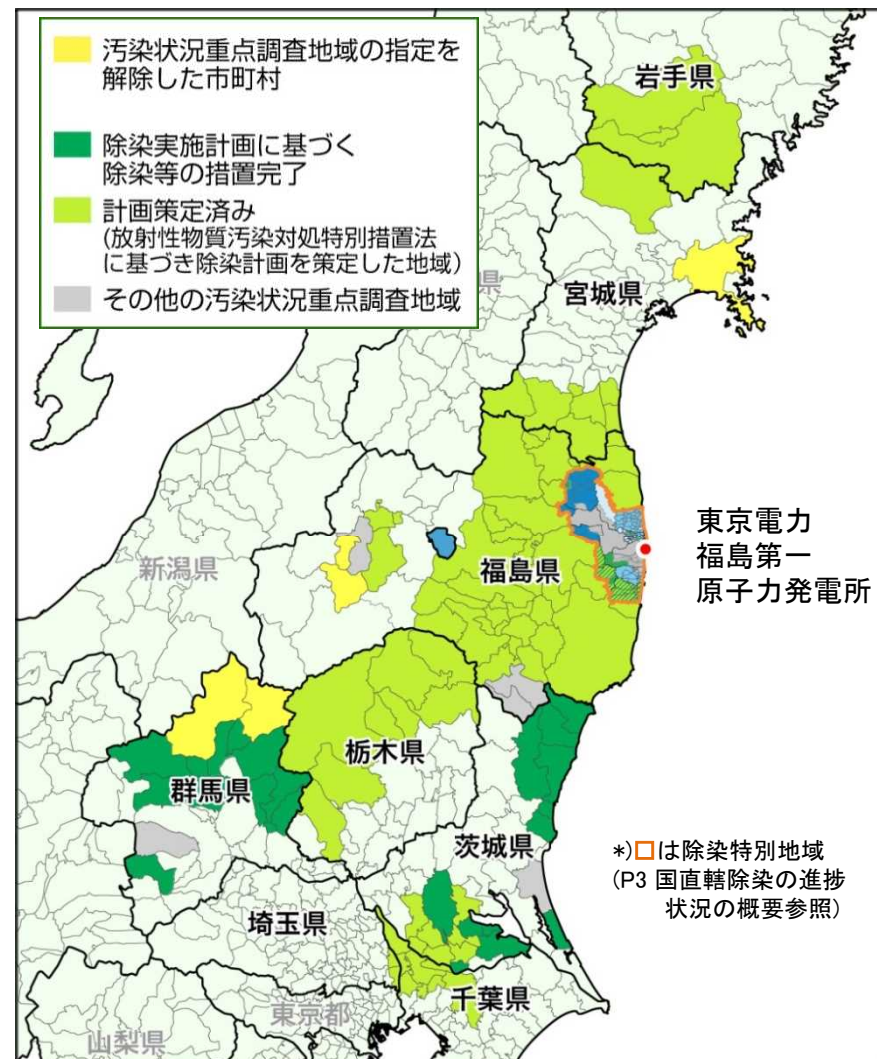 汚染状況重点調査地域の指定を
解除した市町村
除染実施計画に基づく
除染等の措置完了
計画策定済み
(放射性物質汚染対処特別措置法
に基づき除染計画を策定した地域)
その他の汚染状況重点調査地域
岩手県
県
宮城県
東京電力
福島第一
原子力発電所
新潟県
福島県
栃木県
群馬県
茨城県
*)□は除染特別地域
(P3 国直轄除染の進捗
状況の概要参照)
埼玉県
千葉県
東京都
山梨県